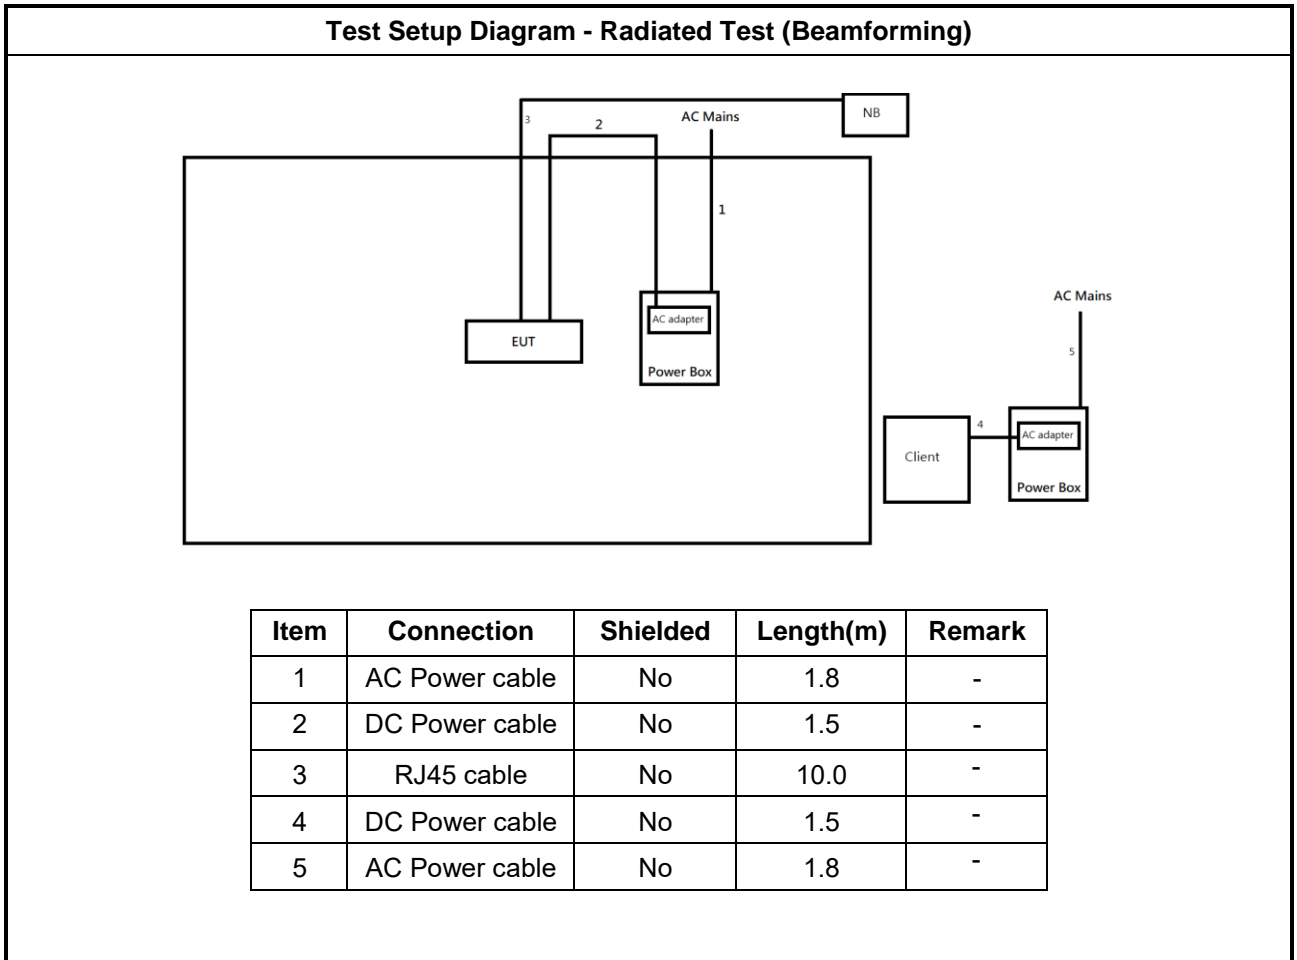 Test Setup Diagram - Radiated Test (Beamforming)
NB
3
2
AC Mains
1
AC adapter
EUT
Power Box
AC Mains
5
4
AC adapter
Client
Power Box
Item Connection Shielded Length(m) Remark
1 AC Power cable No 1.8 -
2 DC Power cable No 1.5 -
3 RJ45 cable No 10.0 -
4 DC Power cable No 1.5 -
5 AC Power cable No 1.8 -